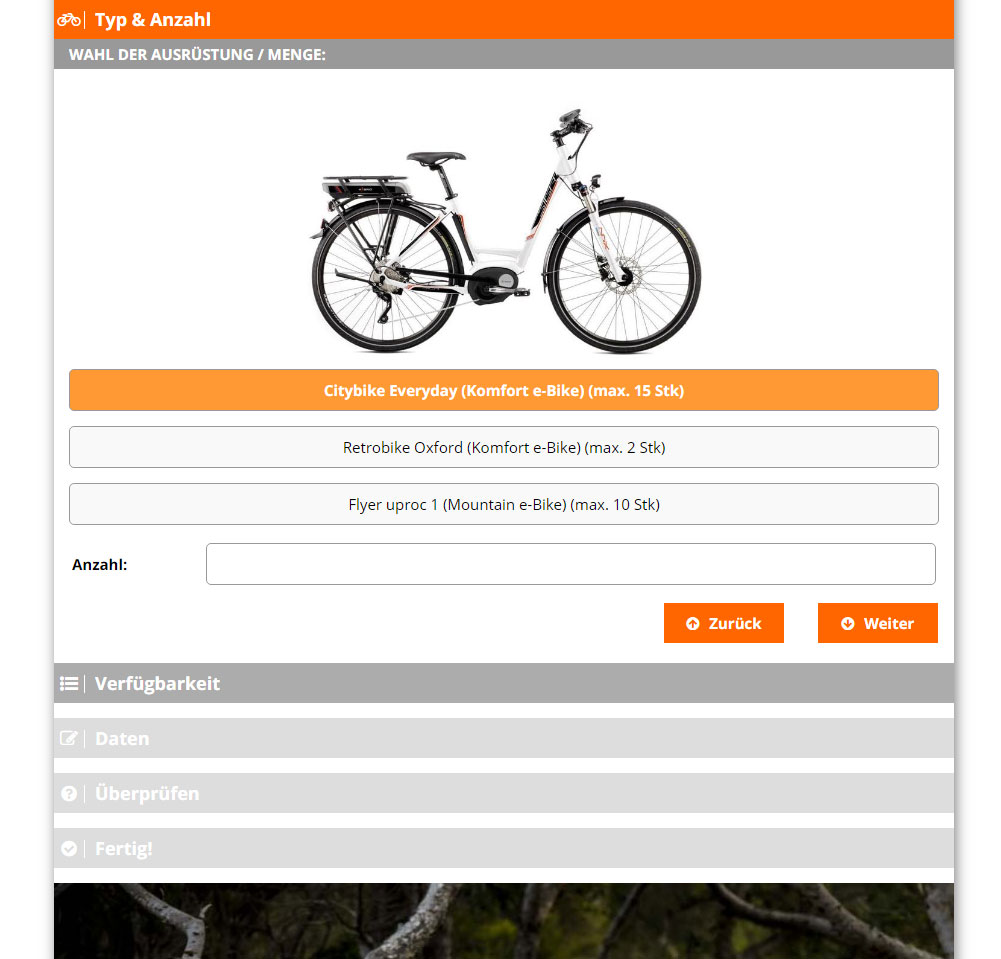 Typ & Anzahl
WAHL DER AUSRÜSTUNG / MENGE:
Citybike Everyday (Komfort e-Bike) (max. 15 Stk)
Retrobike Oxford (Komfort e-Bike) (max. 2 Stk)
Flyer uproc 1 (Mountain e-Bike) (max. 10 Stk)
Anzahl:
Zurück Weiter
Verfügbarkeit
Daten
Überprüfen
Fertig!